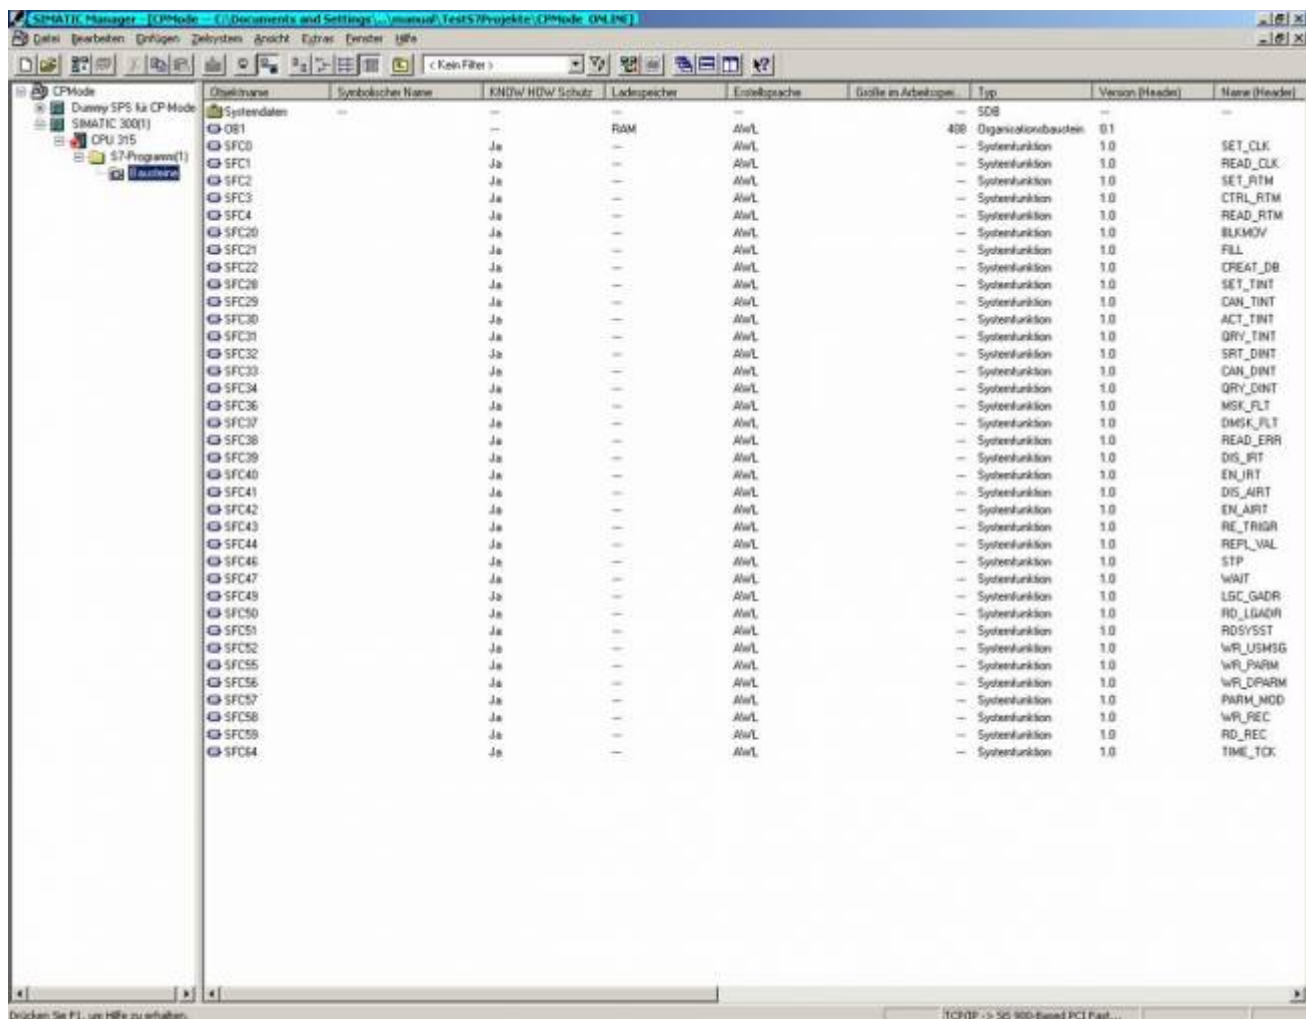 SIMATIC Manager - [CPMode -- C:\Documents and Settings\...\manual\TestS7Projekte\CPMode ONLINE]
Datei Bearbeiten Einfügen Zielsystem Ansicht Extras Fenster Hilfe
< Kein Filter >
CPMode
Dummy SPS für CP-Mode
SIMATIC 300(1)
CPU 315
S7-Programm(1)
Bausteine
Objektname Symbolischer Name KNOW HOW Schutz Ladespeicher Erstellsprache Größe im Arbeitsspei... Typ Version (Header) Name (Header)
Systemdaten --- --- --- --- --- SDB --- ---
OB1 --- RAM AWL 408 Organisationsbaustein 0.1
SFC0 Ja --- AWL --- Systemfunktion 1.0 SET_CLK
SFC1 Ja --- AWL --- Systemfunktion 1.0 READ_CLK
SFC2 Ja --- AWL --- Systemfunktion 1.0 SET_RTM
SFC3 Ja --- AWL --- Systemfunktion 1.0 CTRL_RTM
SFC4 Ja --- AWL --- Systemfunktion 1.0 READ_RTM
SFC20 Ja --- AWL --- Systemfunktion 1.0 BLKMOV
SFC21 Ja --- AWL --- Systemfunktion 1.0 FILL
SFC22 Ja --- AWL --- Systemfunktion 1.0 CREAT_DB
SFC28 Ja --- AWL --- Systemfunktion 1.0 SET_TINT
SFC29 Ja --- AWL --- Systemfunktion 1.0 CAN_TINT
SFC30 Ja --- AWL --- Systemfunktion 1.0 ACT_TINT
SFC31 Ja --- AWL --- Systemfunktion 1.0 QRY_TINT
SFC32 Ja --- AWL --- Systemfunktion 1.0 SRT_DINT
SFC33 Ja --- AWL --- Systemfunktion 1.0 CAN_DINT
SFC34 Ja --- AWL --- Systemfunktion 1.0 QRY_DINT
SFC36 Ja --- AWL --- Systemfunktion 1.0 MSK_FLT
SFC37 Ja --- AWL --- Systemfunktion 1.0 DMSK_FLT
SFC38 Ja --- AWL --- Systemfunktion 1.0 READ_ERR
SFC39 Ja --- AWL --- Systemfunktion 1.0 DIS_IRT
SFC40 Ja --- AWL --- Systemfunktion 1.0 EN_IRT
SFC41 Ja --- AWL --- Systemfunktion 1.0 DIS_AIRT
SFC42 Ja --- AWL --- Systemfunktion 1.0 EN_AIRT
SFC43 Ja --- AWL --- Systemfunktion 1.0 RE_TRIGR
SFC44 Ja --- AWL --- Systemfunktion 1.0 REPL_VAL
SFC46 Ja --- AWL --- Systemfunktion 1.0 STP
SFC47 Ja --- AWL --- Systemfunktion 1.0 WAIT
SFC49 Ja --- AWL --- Systemfunktion 1.0 LGC_GADR
SFC50 Ja --- AWL --- Systemfunktion 1.0 RD_LGADR
SFC51 Ja --- AWL --- Systemfunktion 1.0 RDSYSST
SFC52 Ja --- AWL --- Systemfunktion 1.0 WR_USMSG
SFC55 Ja --- AWL --- Systemfunktion 1.0 WR_PARM
SFC56 Ja --- AWL --- Systemfunktion 1.0 WR_DPARM
SFC57 Ja --- AWL --- Systemfunktion 1.0 PARM_MOD
SFC58 Ja --- AWL --- Systemfunktion 1.0 WR_REC
SFC59 Ja --- AWL --- Systemfunktion 1.0 RD_REC
SFC64 Ja --- AWL --- Systemfunktion 1.0 TIME_TCK
Drücken Sie F1, um Hilfe zu erhalten. TCP/IP -> SiS 900-Based PCI Fast...